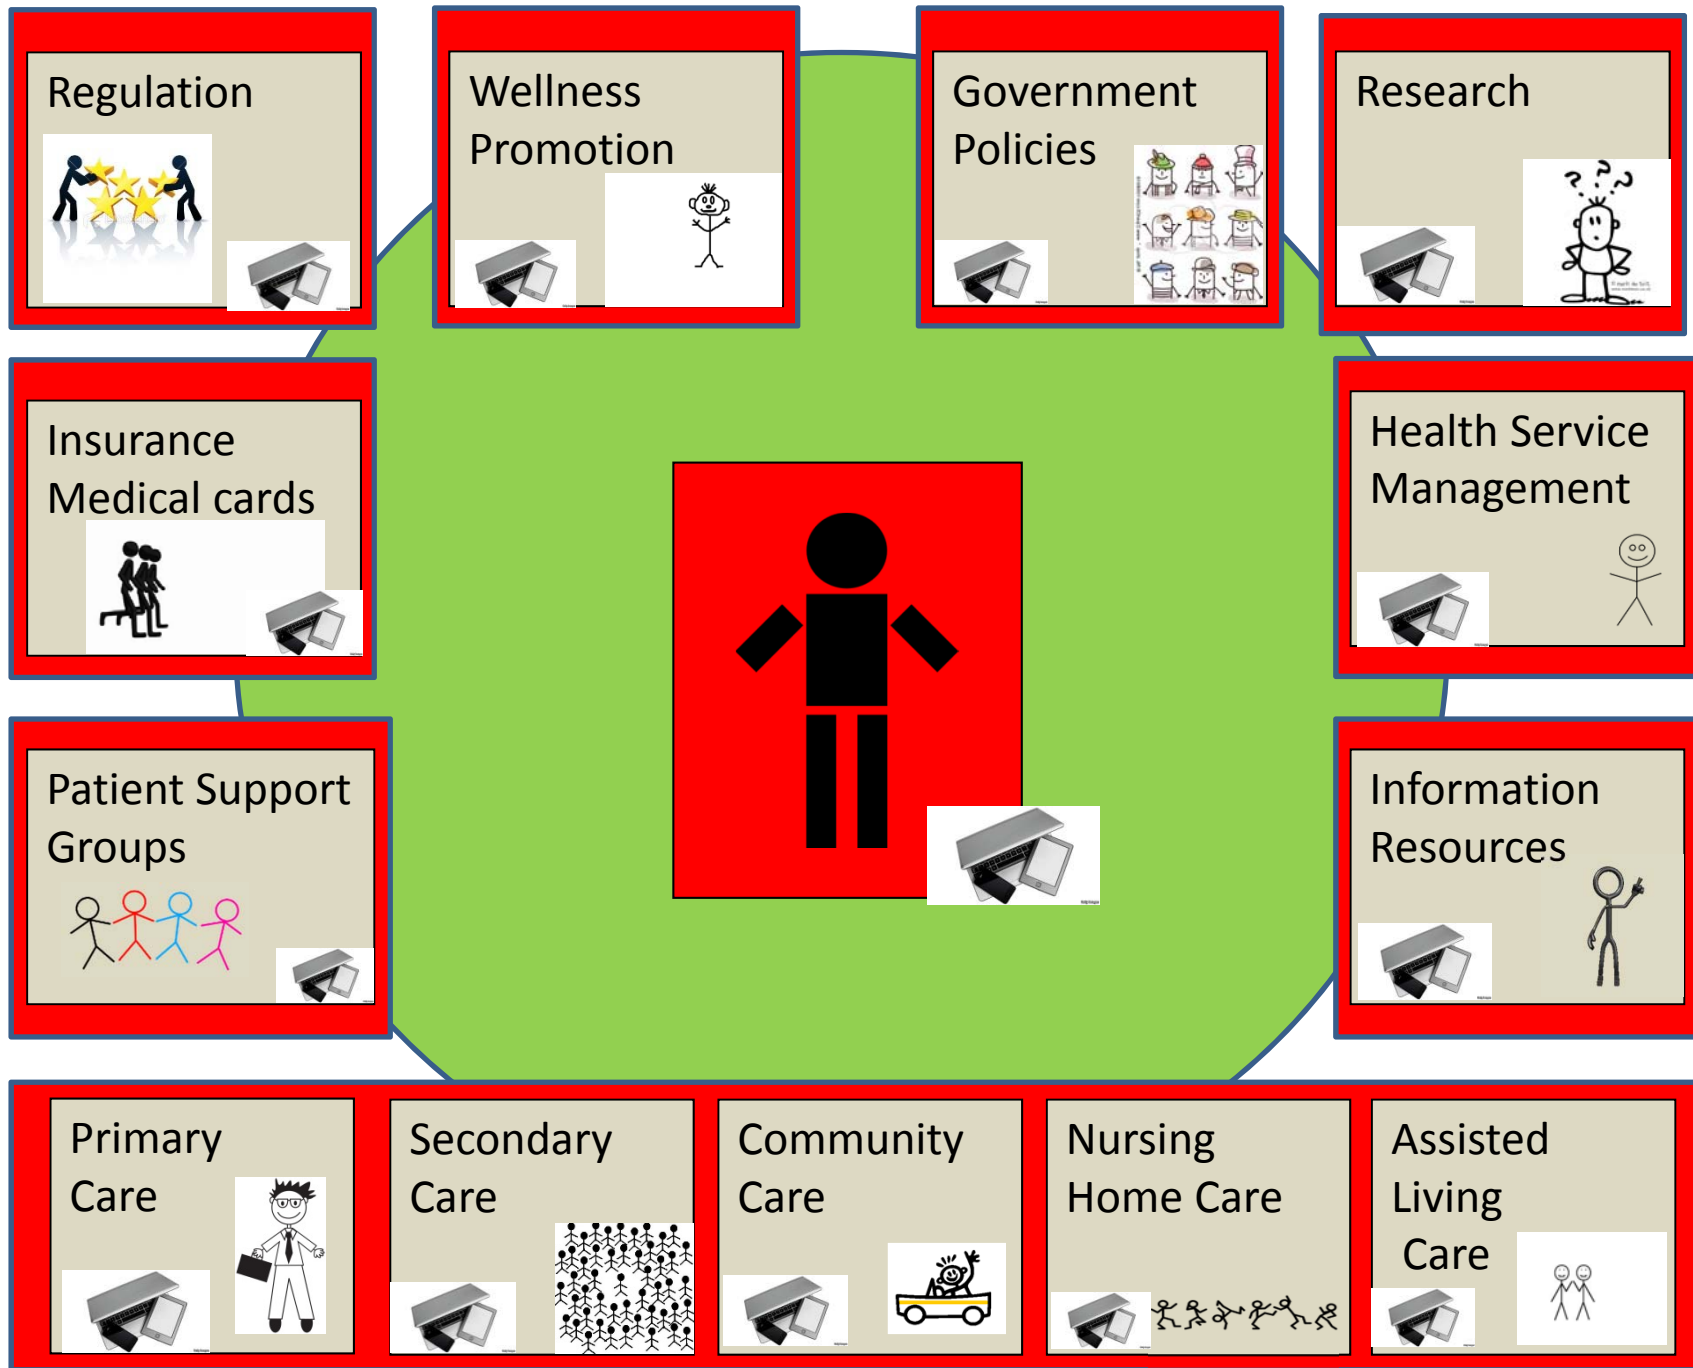 Regulation
Wellness
Promotion
Government
Policies
Research
Insurance
Medical cards
Health Service
Management
Patient Support
Groups
Information
Resources
Primary
Care
Secondary
Care
Community
Care
Nursing
Home Care
Assisted
Living
Care